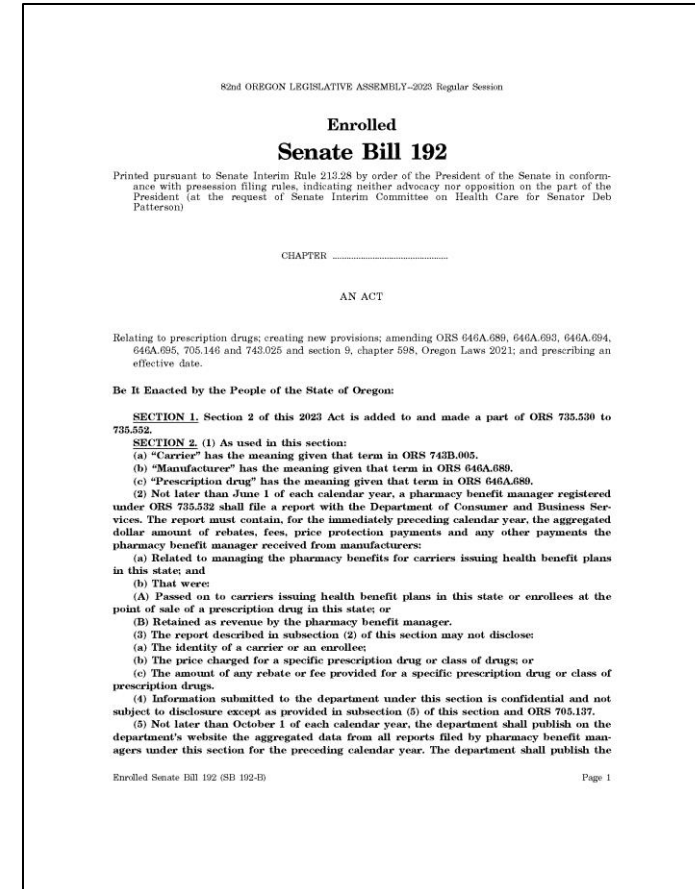 82nd OREGON LEGISLATIVE ASSEMBLY--2023 Regular Session
Enrolled
Senate Bill 192
Printed pursuant to Senate Interim Rule 213.28 by order of the President of the Senate in conform-
ance with presession filing rules, indicating neither advocacy nor opposition on the part of the
President (at the request of Senate Interim Committee on Health Care for Senator Deb
Patterson)
CHAPTER .................................................
AN ACT
Relating to prescription drugs; creating new provisions; amending ORS 646A.689, 646A.693, 646A.694,
646A.695, 705.146 and 743.025 and section 9, chapter 598, Oregon Laws 2021; and prescribing an
effective date.
Be It Enacted by the People of the State of Oregon:
SECTION 1. Section 2 of this 2023 Act is added to and made a part of ORS 735.530 to
735.552.
SECTION 2. (1) As used in this section:
(a) “Carrier” has the meaning given that term in ORS 743B.005.
(b) “Manufacturer” has the meaning given that term in ORS 646A.689.
(c) “Prescription drug” has the meaning given that term in ORS 646A.689.
(2) Not later than June 1 of each calendar year, a pharmacy benefit manager registered
under ORS 735.532 shall file a report with the Department of Consumer and Business Ser-
vices. The report must contain, for the immediately preceding calendar year, the aggregated
dollar amount of rebates, fees, price protection payments and any other payments the
pharmacy benefit manager received from manufacturers:
(a) Related to managing the pharmacy benefits for carriers issuing health benefit plans
in this state; and
(b) That were:
(A) Passed on to carriers issuing health benefit plans in this state or enrollees at the
point of sale of a prescription drug in this state; or
(B) Retained as revenue by the pharmacy benefit manager.
(3) The report described in subsection (2) of this section may not disclose:
(a) The identity of a carrier or an enrollee;
(b) The price charged for a specific prescription drug or class of drugs; or
(c) The amount of any rebate or fee provided for a specific prescription drug or class of
prescription drugs.
(4) Information submitted to the department under this section is confidential and not
subject to disclosure except as provided in subsection (5) of this section and ORS 705.137.
(5) Not later than October 1 of each calendar year, the department shall publish on the
department's website the aggregated data from all reports filed by pharmacy benefit man-
agers under this section for the preceding calendar year. The department shall publish the
Enrolled Senate Bill 192 (SB 192-B) Page 1